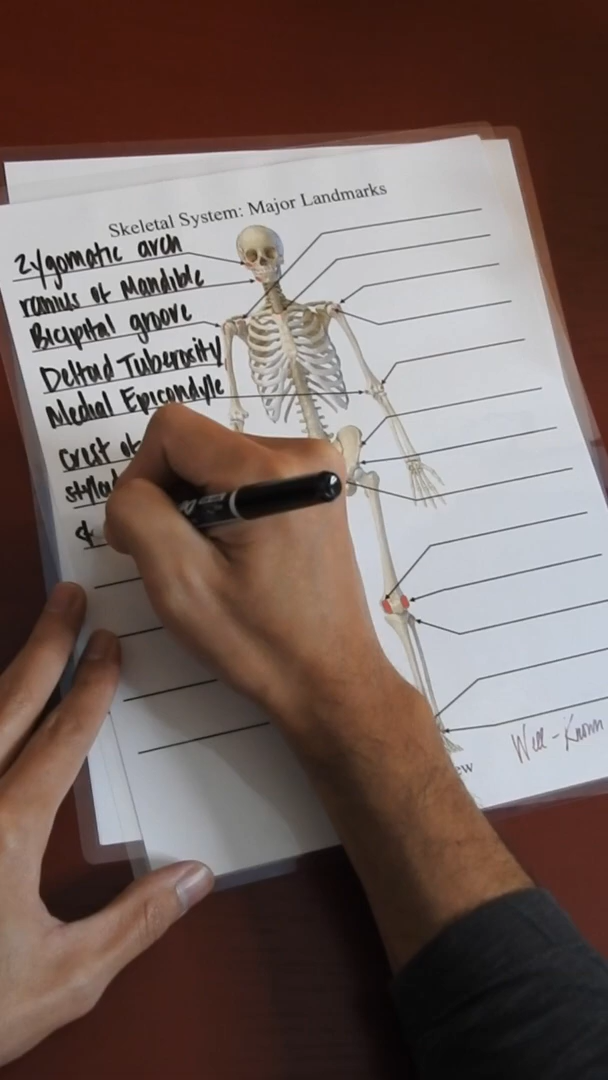 Skeletal System: Major Landmarks
Zygomatic arch
ramus of Mandible
Bicipital groove
Deltoid Tuberosity
Medial Epicondyle
crest of
Well-Known